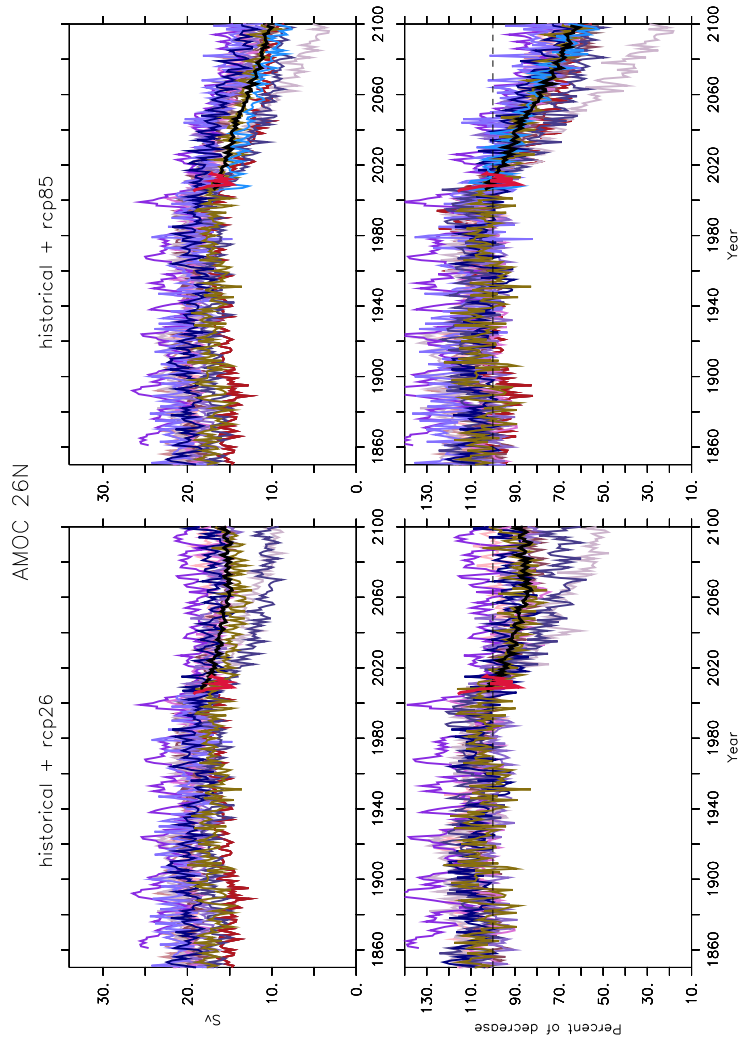 AMOC 26N
historical + rcp26
historical + rcp85
Sv
30.
20.
10.
0.
1860 1900 1940 1980 2020 2060 2100
30.
20.
10.
0.
1860 1900 1940 1980 2020 2060 2100
Percent of decrease
130.
110.
90.
70.
50.
30.
10.
1860 1900 1940 1980 2020 2060 2100
Year
130.
110.
90.
70.
50.
30.
10.
1860 1900 1940 1980 2020 2060 2100
Year